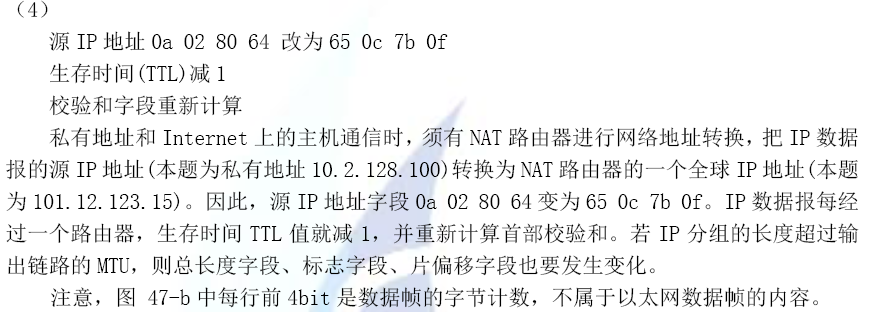 （4）
源 IP 地址 0a 02 80 64 改为 65 0c 7b 0f
生存时间(TTL)减 1
校验和字段重新计算
私有地址和 Internet 上的主机通信时，须有 NAT 路由器进行网络地址转换，把 IP 数据
报的源 IP 地址(本题为私有地址 10.2.128.100)转换为 NAT 路由器的一个全球 IP 地址(本题
为 101.12.123.15)。因此，源 IP 地址字段 0a 02 80 64 变为 65 0c 7b 0f。IP 数据报每经
过一个路由器，生存时间 TTL 值就减 1，并重新计算首部校验和。若 IP 分组的长度超过输
出链路的 MTU，则总长度字段、标志字段、片偏移字段也要发生变化。
注意，图 47-b 中每行前 4bit 是数据帧的字节计数，不属于以太网数据帧的内容。